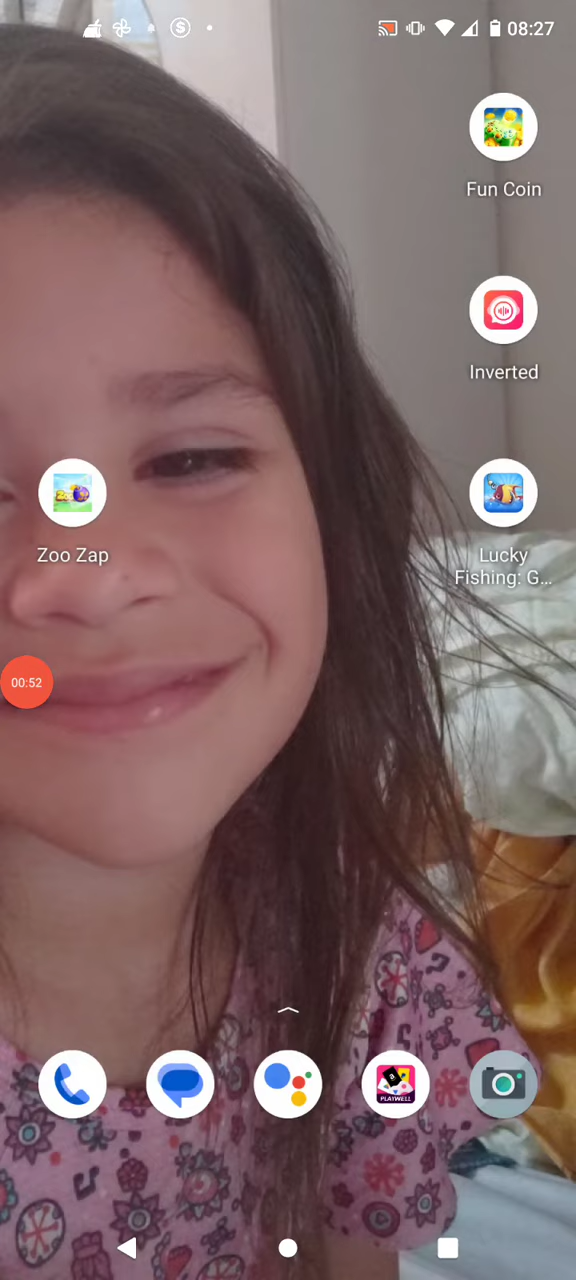 08:27
Fun Coin
Inverted
Zoo Zap
Lucky
Fishing: G...
00:52
PLAYWELL